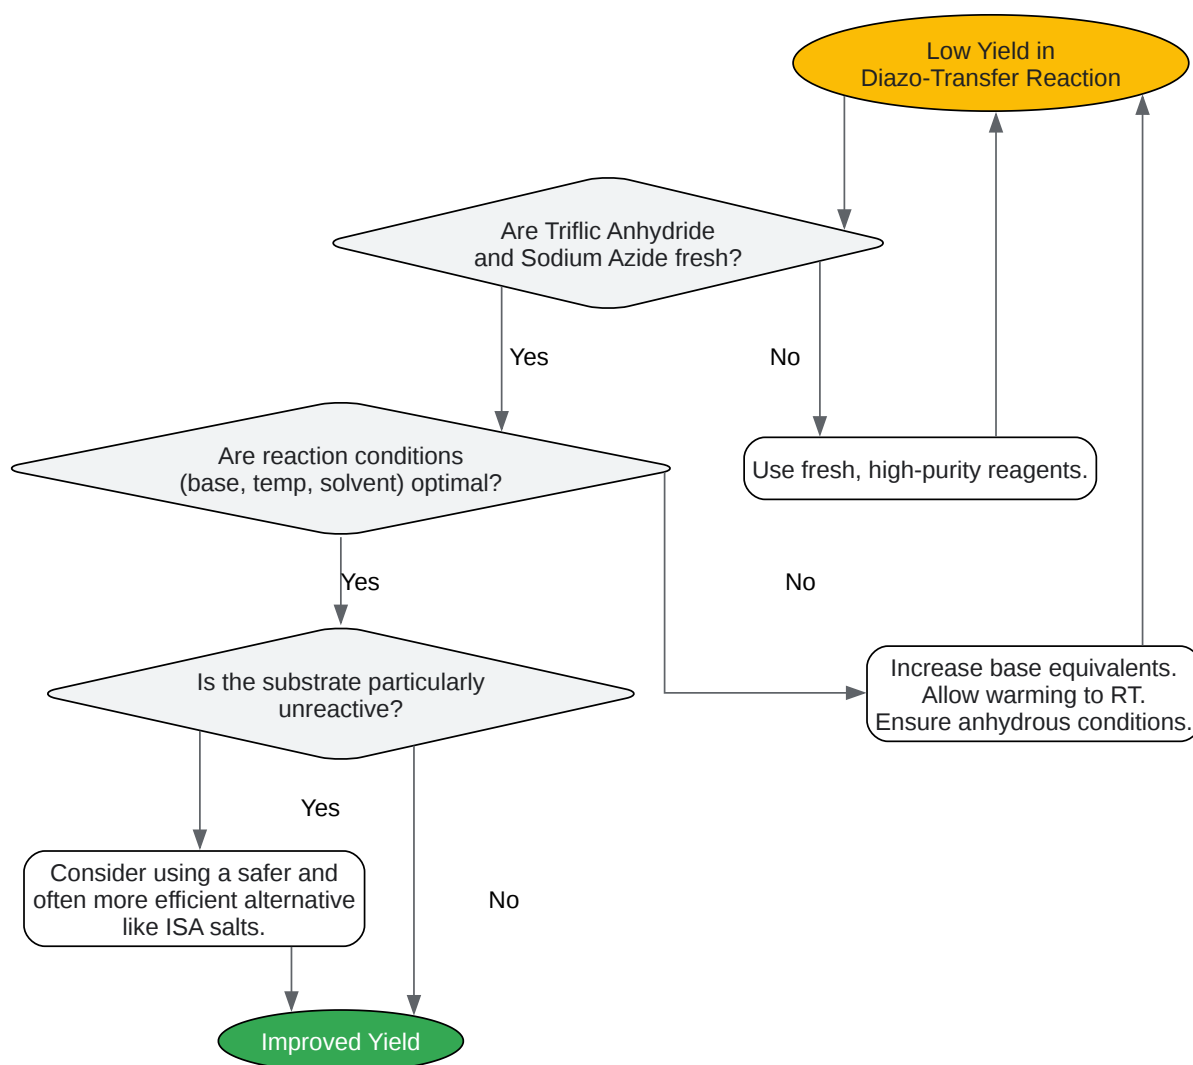 Low Yield in
Diazo-Transfer Reaction
Are Triflic Anhydride
and Sodium Azide fresh?
Yes
No
Are reaction conditions
(base, temp, solvent) optimal?
Use fresh, high-purity reagents.
Yes
No
Is the substrate particularly
unreactive?
Increase base equivalents.
Allow warming to RT.
Ensure anhydrous conditions.
Yes
Consider using a safer and
often more efficient alternative
like ISA salts.
No
Improved Yield